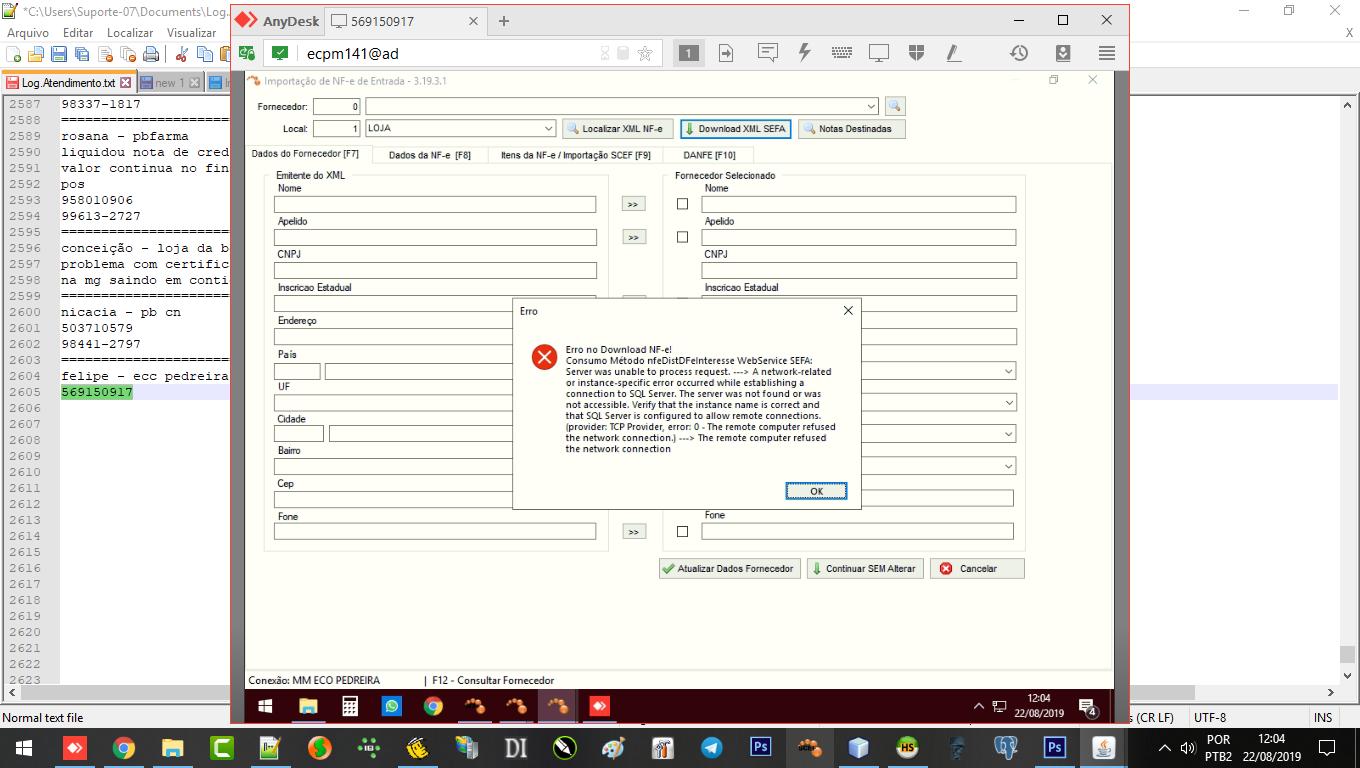 *C:\Users\Suporte-07\Documents\Log.
Arquivo Editar Localizar Visualizar
X
Log.Atendimento.txt
new 1
AnyDesk
569150917
ecpm141@ad
1
2587 98337-1817
2588 =====================
2589 rosana - pbfarma
2590 liquidou nota de cred
2591 valor continua no fin
2592 pos
2593 958010906
2594 99613-2727
2595 =====================
2596 conceição - loja da b
2597 problema com certific
2598 na mg saindo em conti
2599 =====================
2600 nicacia - pb cn
2601 503710579
2602 98441-2797
2603 =====================
2604 felipe - ecc pedreira
2605 569150917
2606
2607
2608
2609
2610
2611
2612
2613
2614
2615
2616
2617
2618
2619
2620
2621
2622
2623
Importação de NF-e de Entrada - 3.19.3.1
Fornecedor: 0
Local: 1 LOJA
Localizar XML NF-e
Download XML SEFA
Notas Destinadas
Dados do Fornecedor [F7]
Dados da NF-e [F8]
Itens da NF-e / Importação SCEF [F9]
DANFE [F10]
Emitente do XML
Nome
>>
Apelido
>>
CNPJ
Inscricao Estadual
Endereço
País
UF
Cidade
Bairro
Cep
Fone
>>
Fornecedor Selecionado
Nome
Apelido
CNPJ
Inscricao Estadual
Fone
Erro
Erro no Download NF-e!
Consumo Método nfeDistDFeInteresse WebService SEFA:
Server was unable to process request. ---> A network-related
or instance-specific error occurred while establishing a
connection to SQL Server. The server was not found or was
not accessible. Verify that the instance name is correct and
that SQL Server is configured to allow remote connections.
(provider: TCP Provider, error: 0 - The remote computer refused
the network connection.) ---> The remote computer refused
the network connection
OK
Atualizar Dados Fornecedor
Continuar SEM Alterar
Cancelar
Conexão: MM ECO PEDREIRA | F12 - Consultar Fornecedor
12:04
22/08/2019
4
Normal text file
s (CR LF)
UTF-8
INS
DI
Ps
SCEF
HS
Ps
POR
PTB2
12:04
22/08/2019